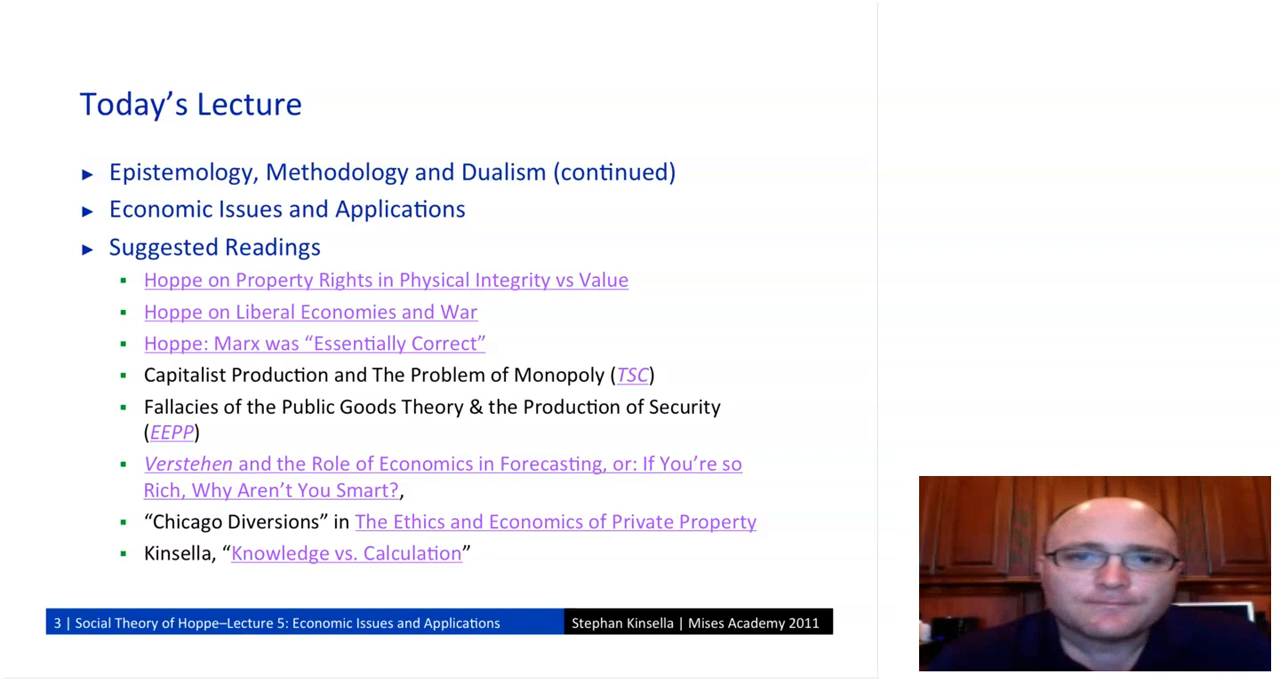 Today's Lecture
► Epistemology, Methodology and Dualism (continued)
► Economic Issues and Applications
► Suggested Readings
▪ Hoppe on Property Rights in Physical Integrity vs Value
▪ Hoppe on Liberal Economies and War
▪ Hoppe: Marx was “Essentially Correct”
▪ Capitalist Production and The Problem of Monopoly (TSC)
▪ Fallacies of the Public Goods Theory & the Production of Security
(EEPP)
▪ Verstehen and the Role of Economics in Forecasting, or: If You’re so
Rich, Why Aren’t You Smart?,
▪ “Chicago Diversions” in The Ethics and Economics of Private Property
▪ Kinsella, “Knowledge vs. Calculation”
3 | Social Theory of Hoppe–Lecture 5: Economic Issues and Applications
Stephan Kinsella | Mises Academy 2011